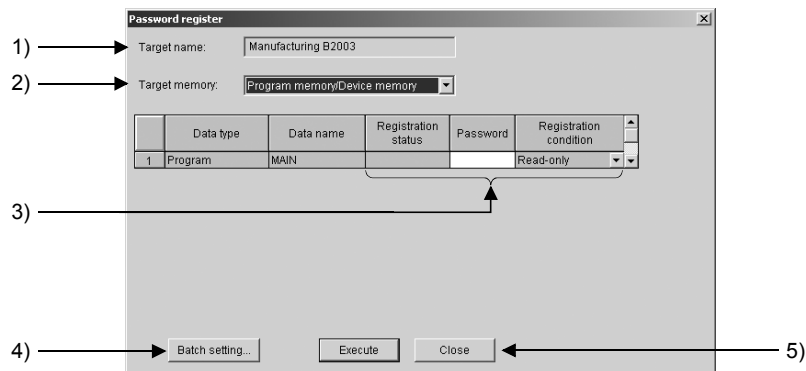 Password register
1)
Target name: Manufacturing B2003
2)
Target memory: Program memory/Device memory
Data type Data name Registration status Password Registration condition
1 Program MAIN Read-only
3)
4)
Batch setting... Execute Close
5)